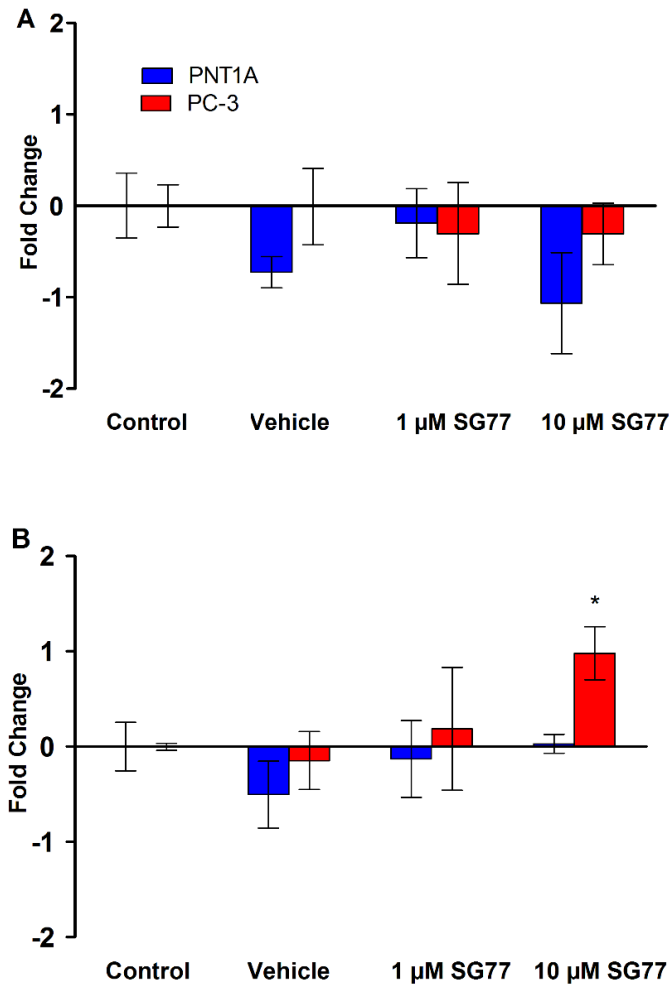 A
2
PNT1A
PC-3
1
0
-1
-2
Fold Change
Control Vehicle 1 µM SG77 10 µM SG77
B
2
*
1
0
-1
-2
Fold Change
Control Vehicle 1 µM SG77 10 µM SG77